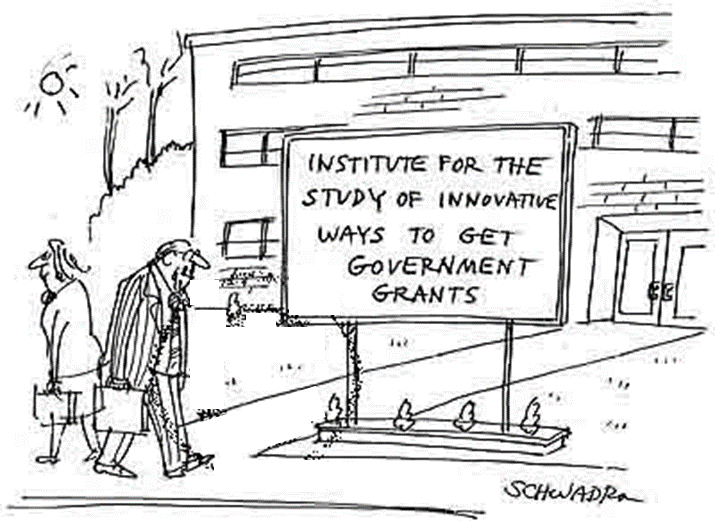 INSTITUTE FOR THE
STUDY OF INNOVATIVE
WAYS TO GET
GOVERNMENT
GRANTS
SCHWADRON